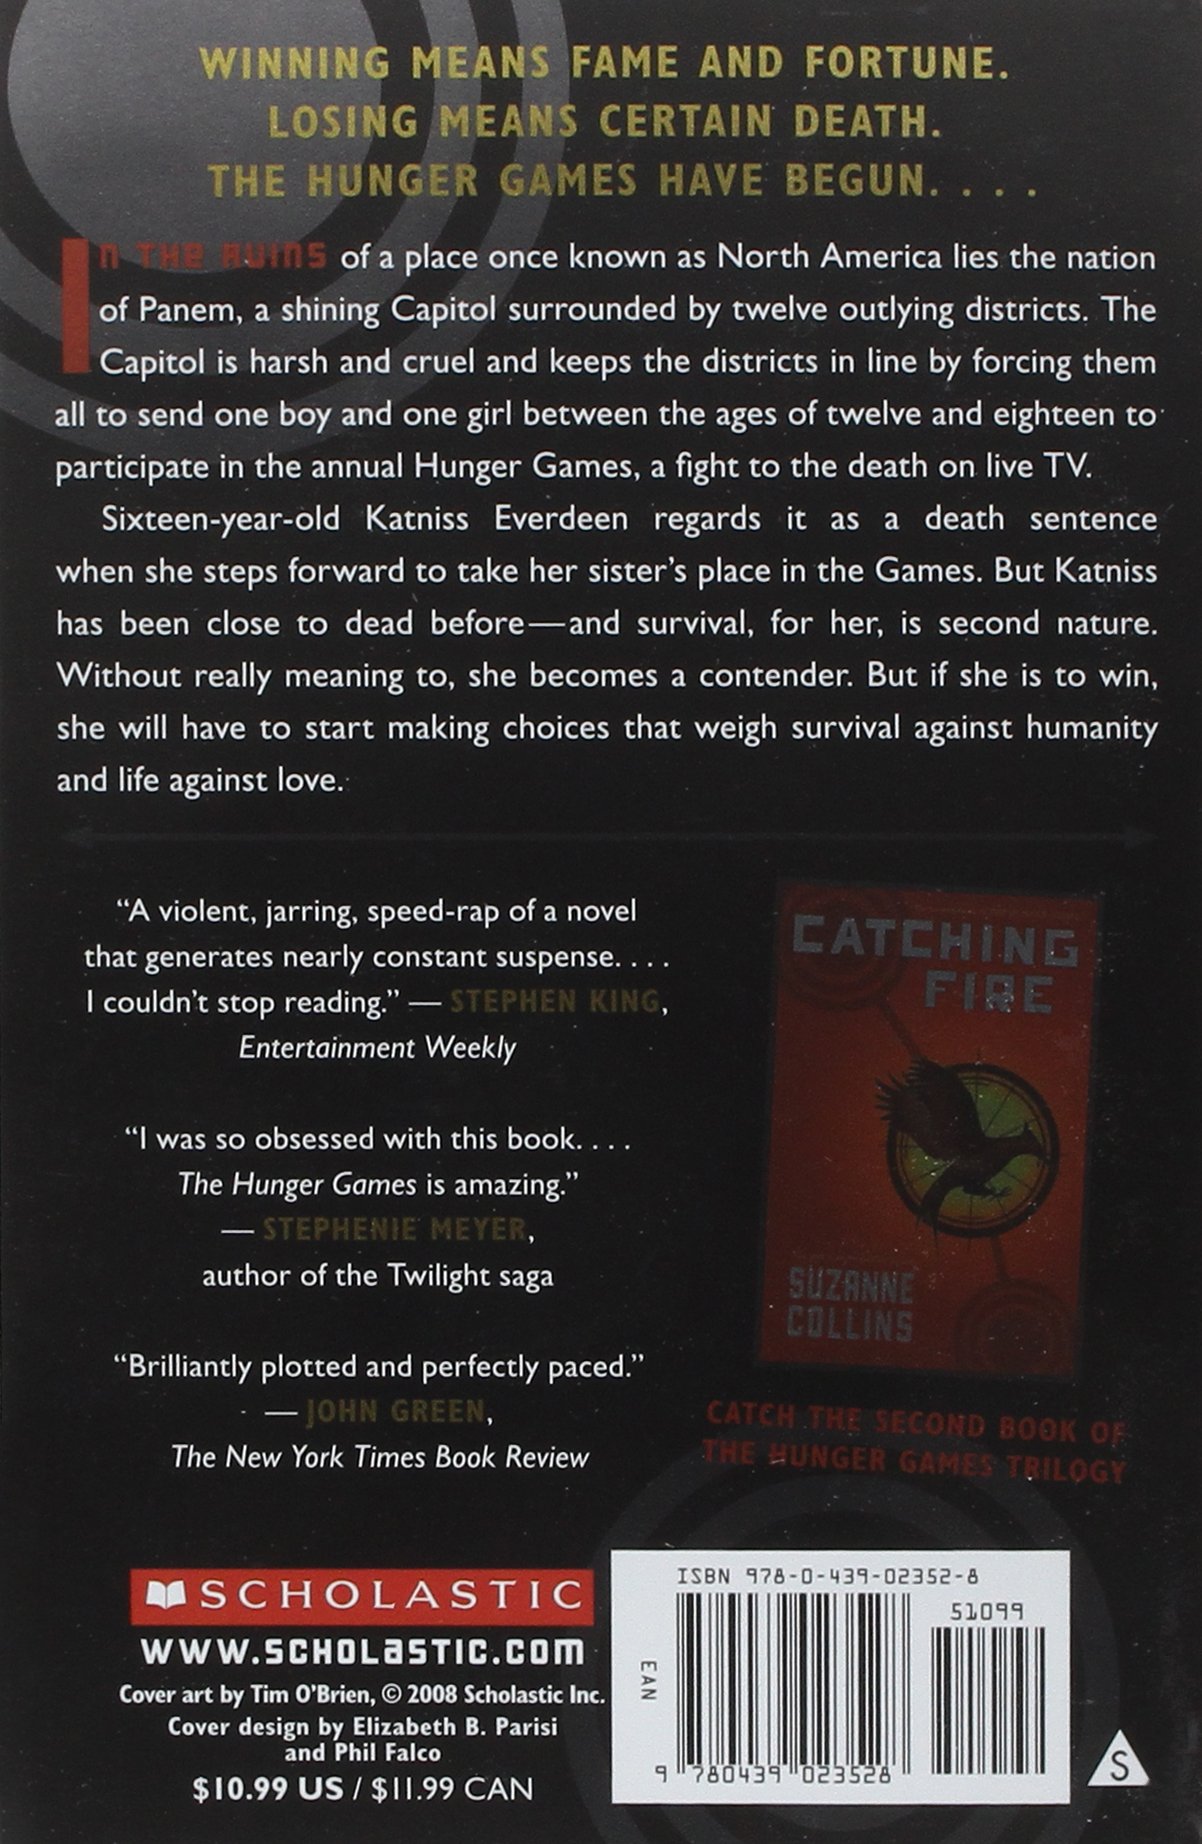 WINNING MEANS FAME AND FORTUNE.
LOSING MEANS CERTAIN DEATH.
THE HUNGER GAMES HAVE BEGUN. . . .
IN THE RUINS of a place once known as North America lies the nation
of Panem, a shining Capitol surrounded by twelve outlying districts. The
Capitol is harsh and cruel and keeps the districts in line by forcing them
all to send one boy and one girl between the ages of twelve and eighteen to
participate in the annual Hunger Games, a fight to the death on live TV.
Sixteen-year-old Katniss Everdeen regards it as a death sentence
when she steps forward to take her sister's place in the Games. But Katniss
has been close to dead before—and survival, for her, is second nature.
Without really meaning to, she becomes a contender. But if she is to win,
she will have to start making choices that weigh survival against humanity
and life against love.
"A violent, jarring, speed-rap of a novel
that generates nearly constant suspense. . . .
I couldn't stop reading." — STEPHEN KING,
Entertainment Weekly
"I was so obsessed with this book. . . .
The Hunger Games is amazing."
— STEPHENIE MEYER,
author of the Twilight saga
"Brilliantly plotted and perfectly paced."
— JOHN GREEN,
The New York Times Book Review
CATCHING
FIRE
SUZANNE
COLLINS
CATCH THE SECOND BOOK OF
THE HUNGER GAMES TRILOGY
SCHOLASTIC
www.scholastic.com
Cover art by Tim O'Brien, © 2008 Scholastic Inc.
Cover design by Elizabeth B. Parisi
and Phil Falco
$10.99 US / $11.99 CAN
ISBN 978-0-439-02352-8
51099
EAN
9 780439 023528
S